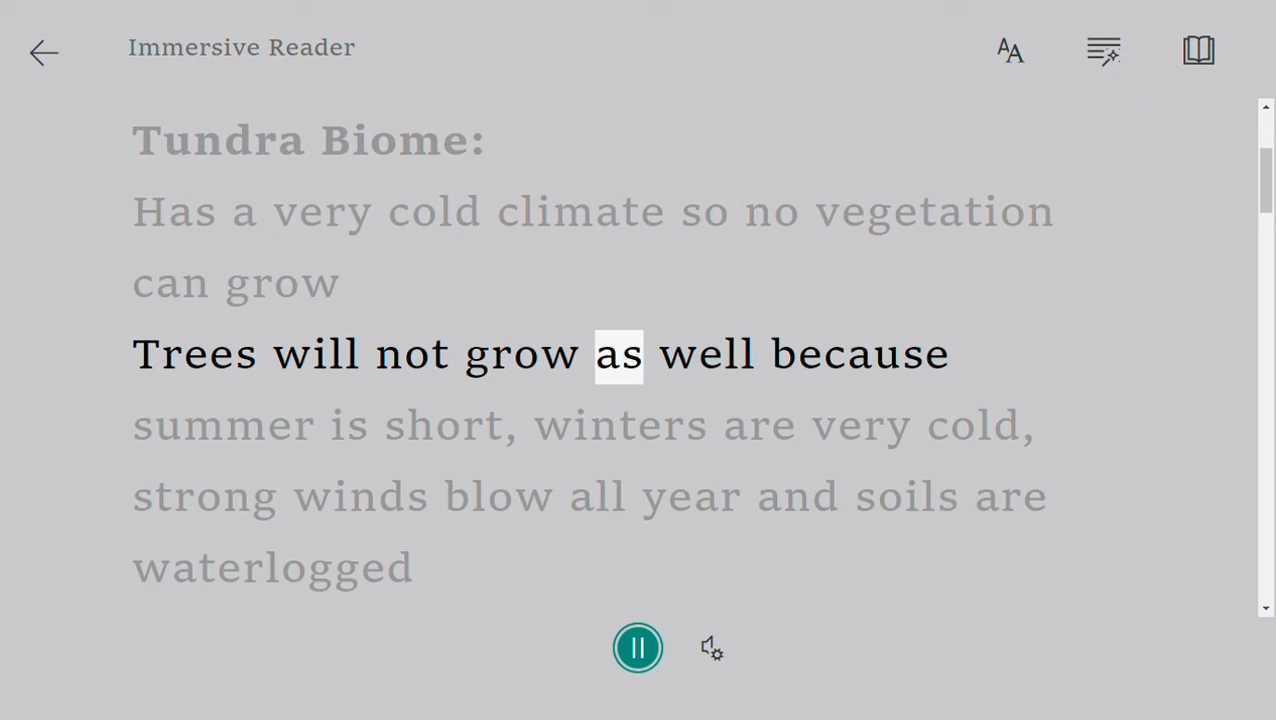 Immersive Reader
Tundra Biome:
Has a very cold climate so no vegetation
can grow
Trees will not grow as well because
summer is short, winters are very cold,
strong winds blow all year and soils are
waterlogged